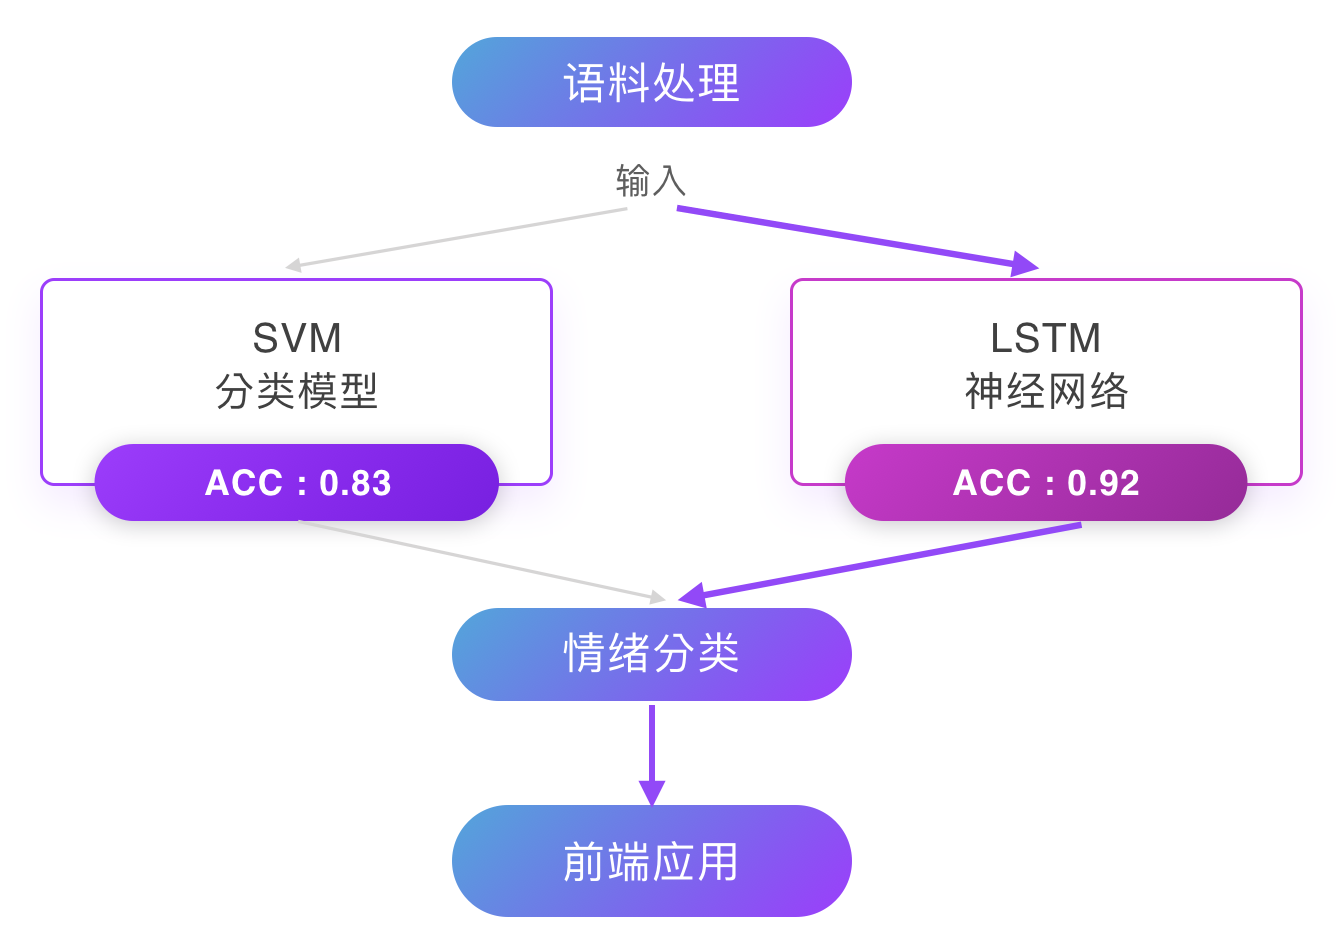 语料处理
输入
SVM
分类模型
ACC : 0.83
LSTM
神经网络
ACC : 0.92
情绪分类
前端应用